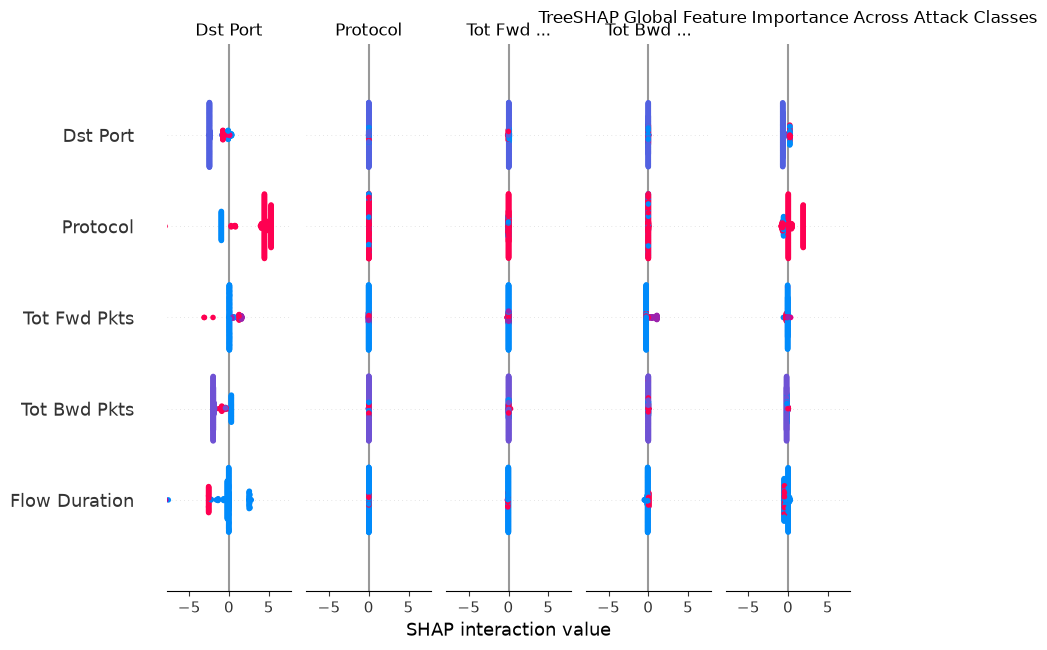 TreeSHAP Global Feature Importance Across Attack Classes
Dst Port Protocol Tot Fwd ... Tot Bwd ...
Dst Port
Protocol
Tot Fwd Pkts
Tot Bwd Pkts
Flow Duration
−5 0 5 −5 0 5 −5 0 5 −5 0 5 −5 0 5
SHAP interaction value